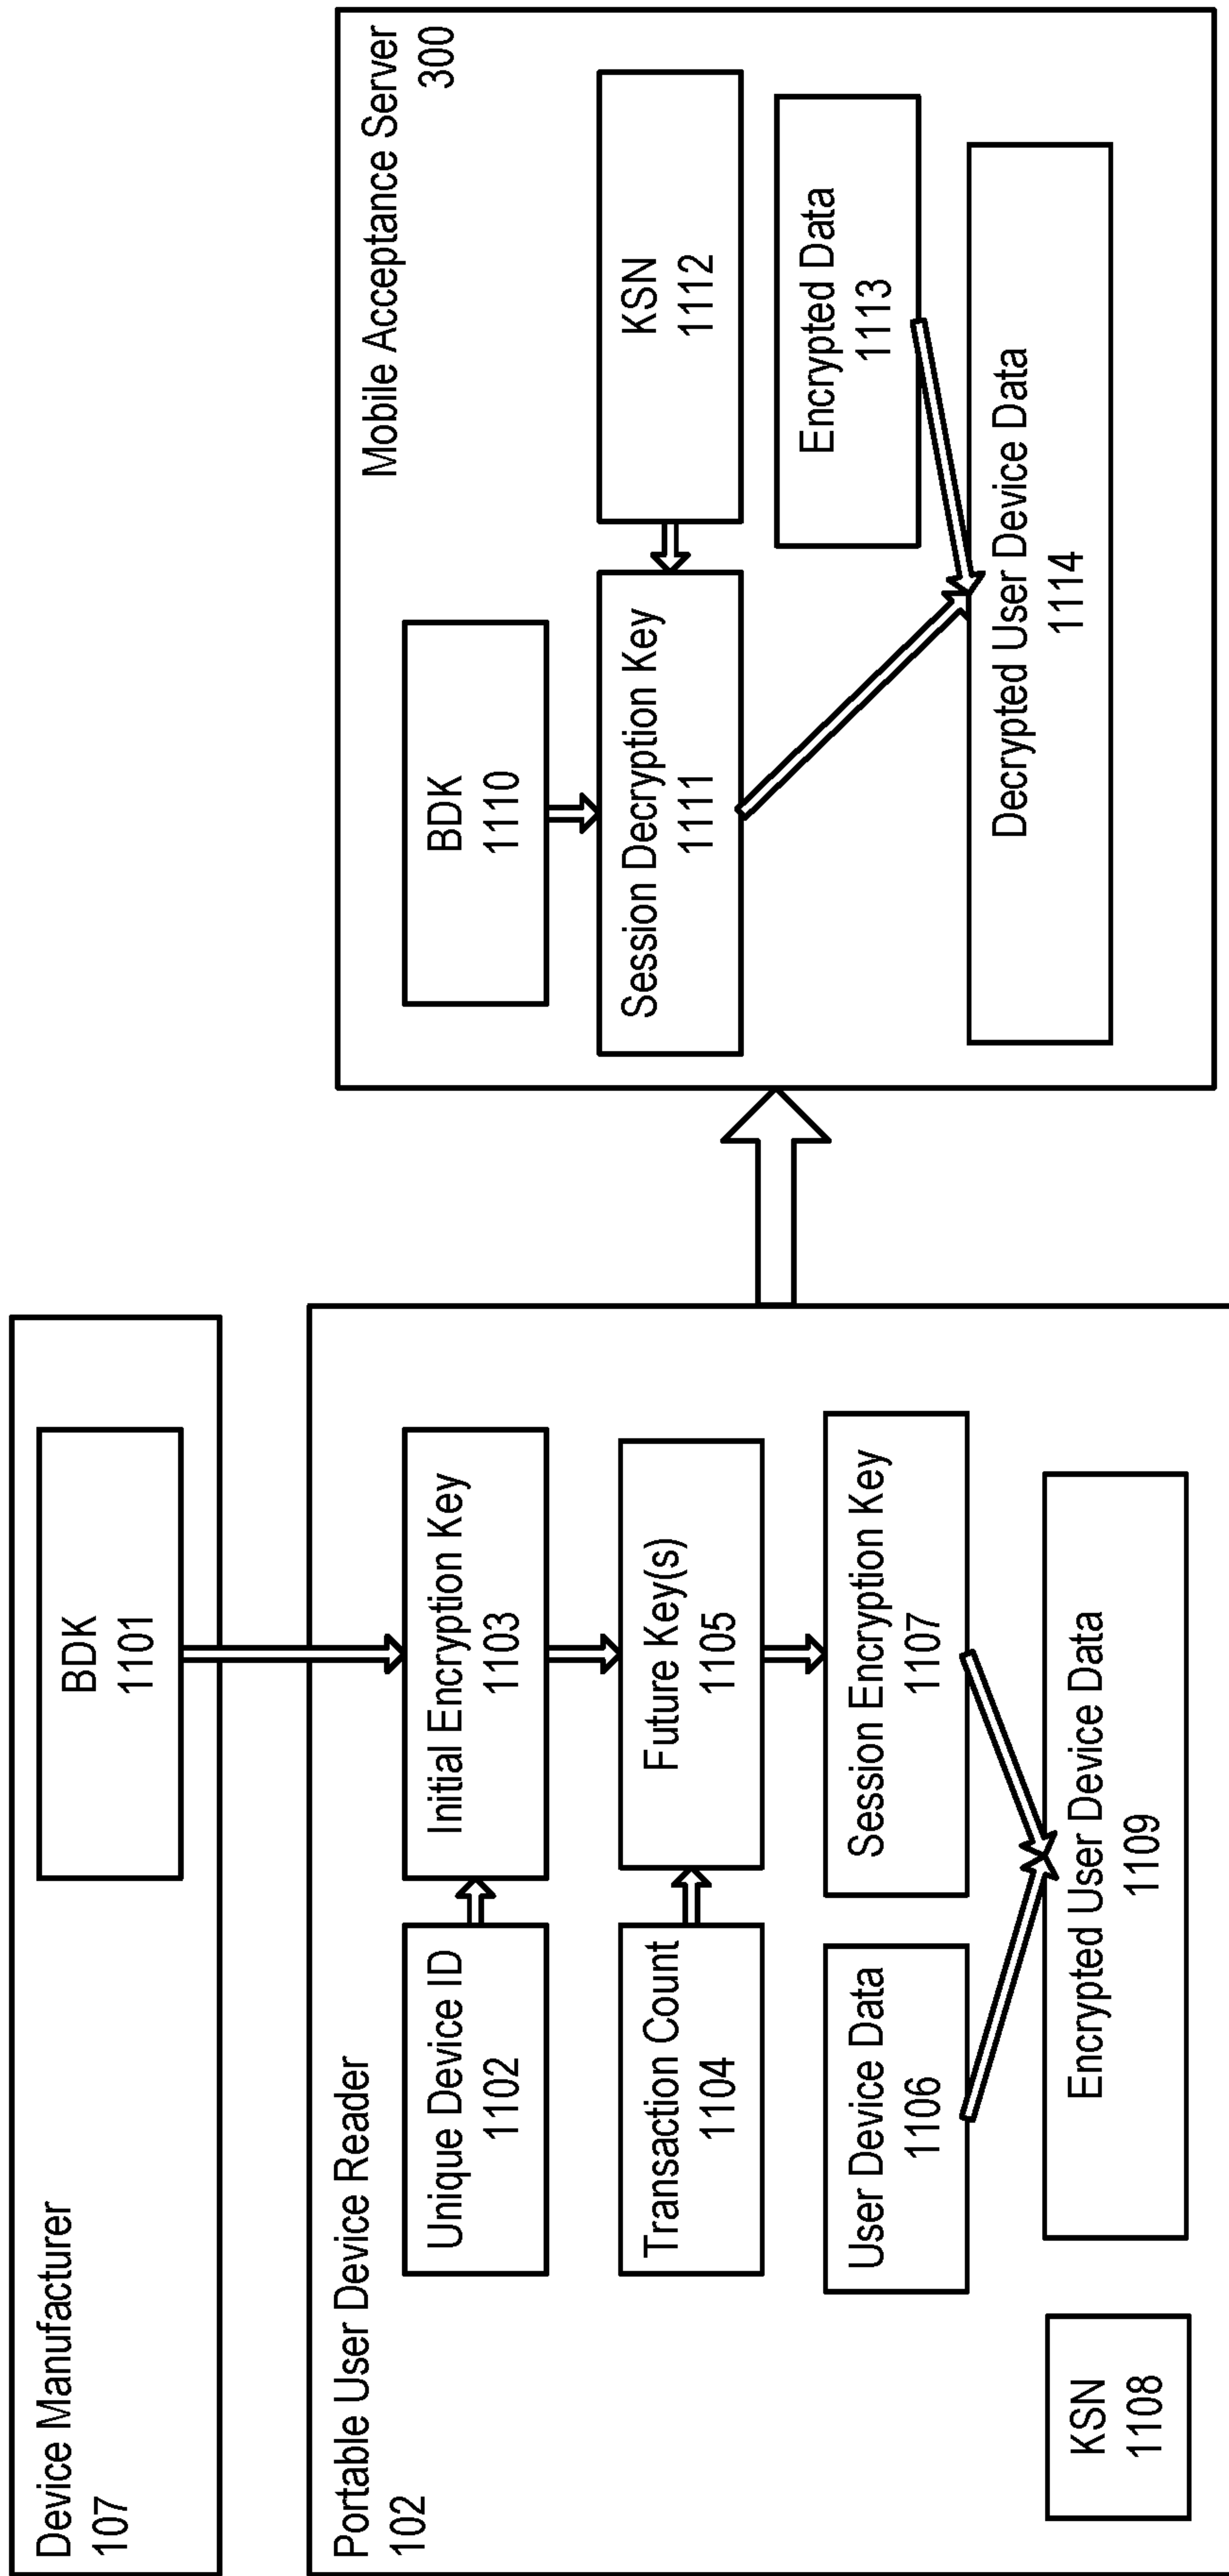 Device Manufacturer
107
BDK
1101
Portable User Device Reader
102
Unique Device ID
1102
Initial Encryption Key
1103
Transaction Count
1104
Future Key(s)
1105
User Device Data
1106
Session Encryption Key
1107
KSN
1108
Encrypted User Device Data
1109
Mobile Acceptance Server
300
BDK
1110
Session Decryption Key
1111
KSN
1112
Encrypted Data
1113
Decrypted User Device Data
1114